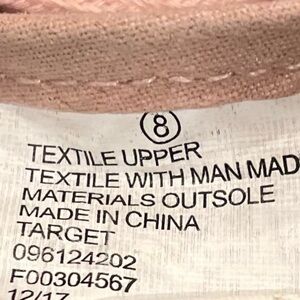 8
TEXTILE UPPER
TEXTILE WITH MAN MAD
MATERIALS OUTSOLE
MADE IN CHINA
TARGET
096124202
F00304567
12/17